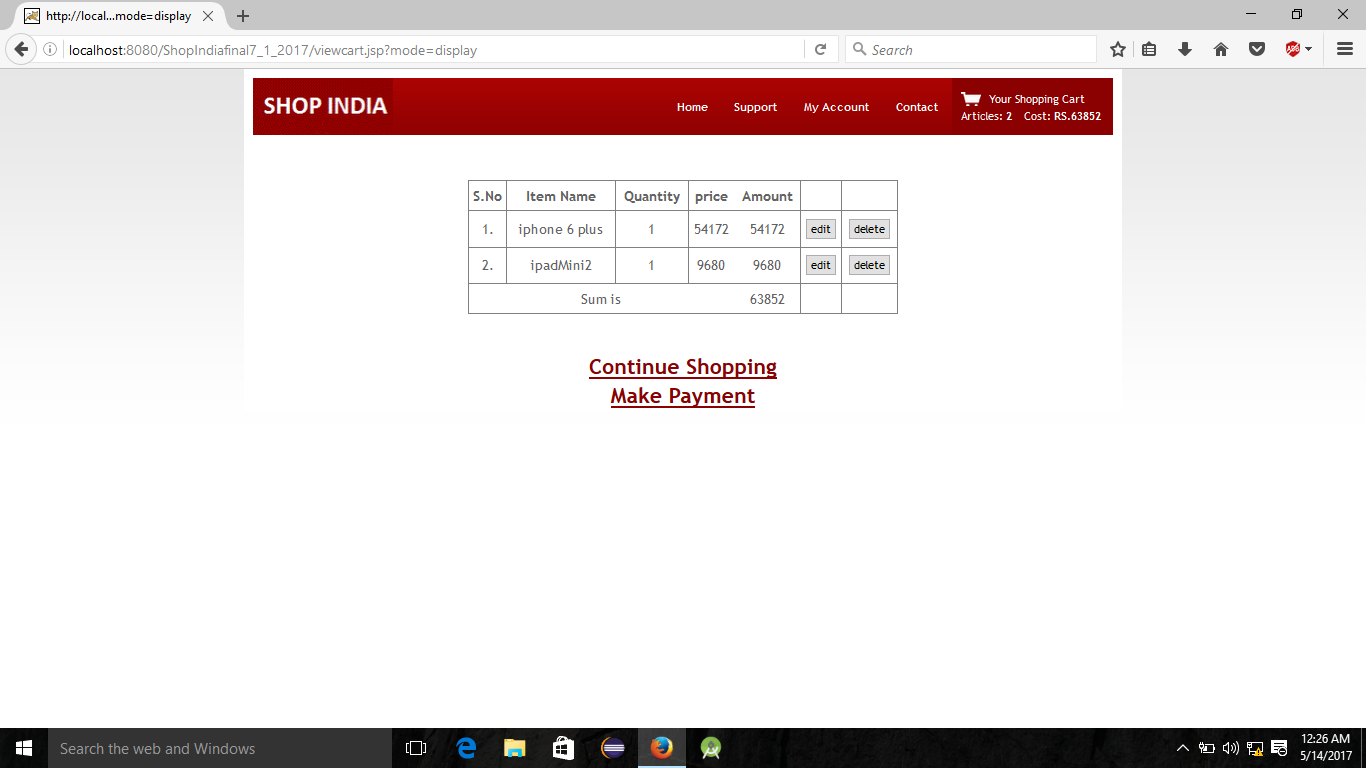 http://local...mode=display
localhost:8080/ShopIndiafinal7_1_2017/viewcart.jsp?mode=display
Search
ABP
SHOP INDIA
Home Support My Account Contact
Your Shopping Cart
Articles: 2 Cost: RS.63852
S.No Item Name Quantity price Amount
1. iphone 6 plus 1 54172 54172 edit delete
2. ipadMini2 1 9680 9680 edit delete
Sum is 63852
Continue Shopping
Make Payment
Search the web and Windows
12:26 AM
5/14/2017